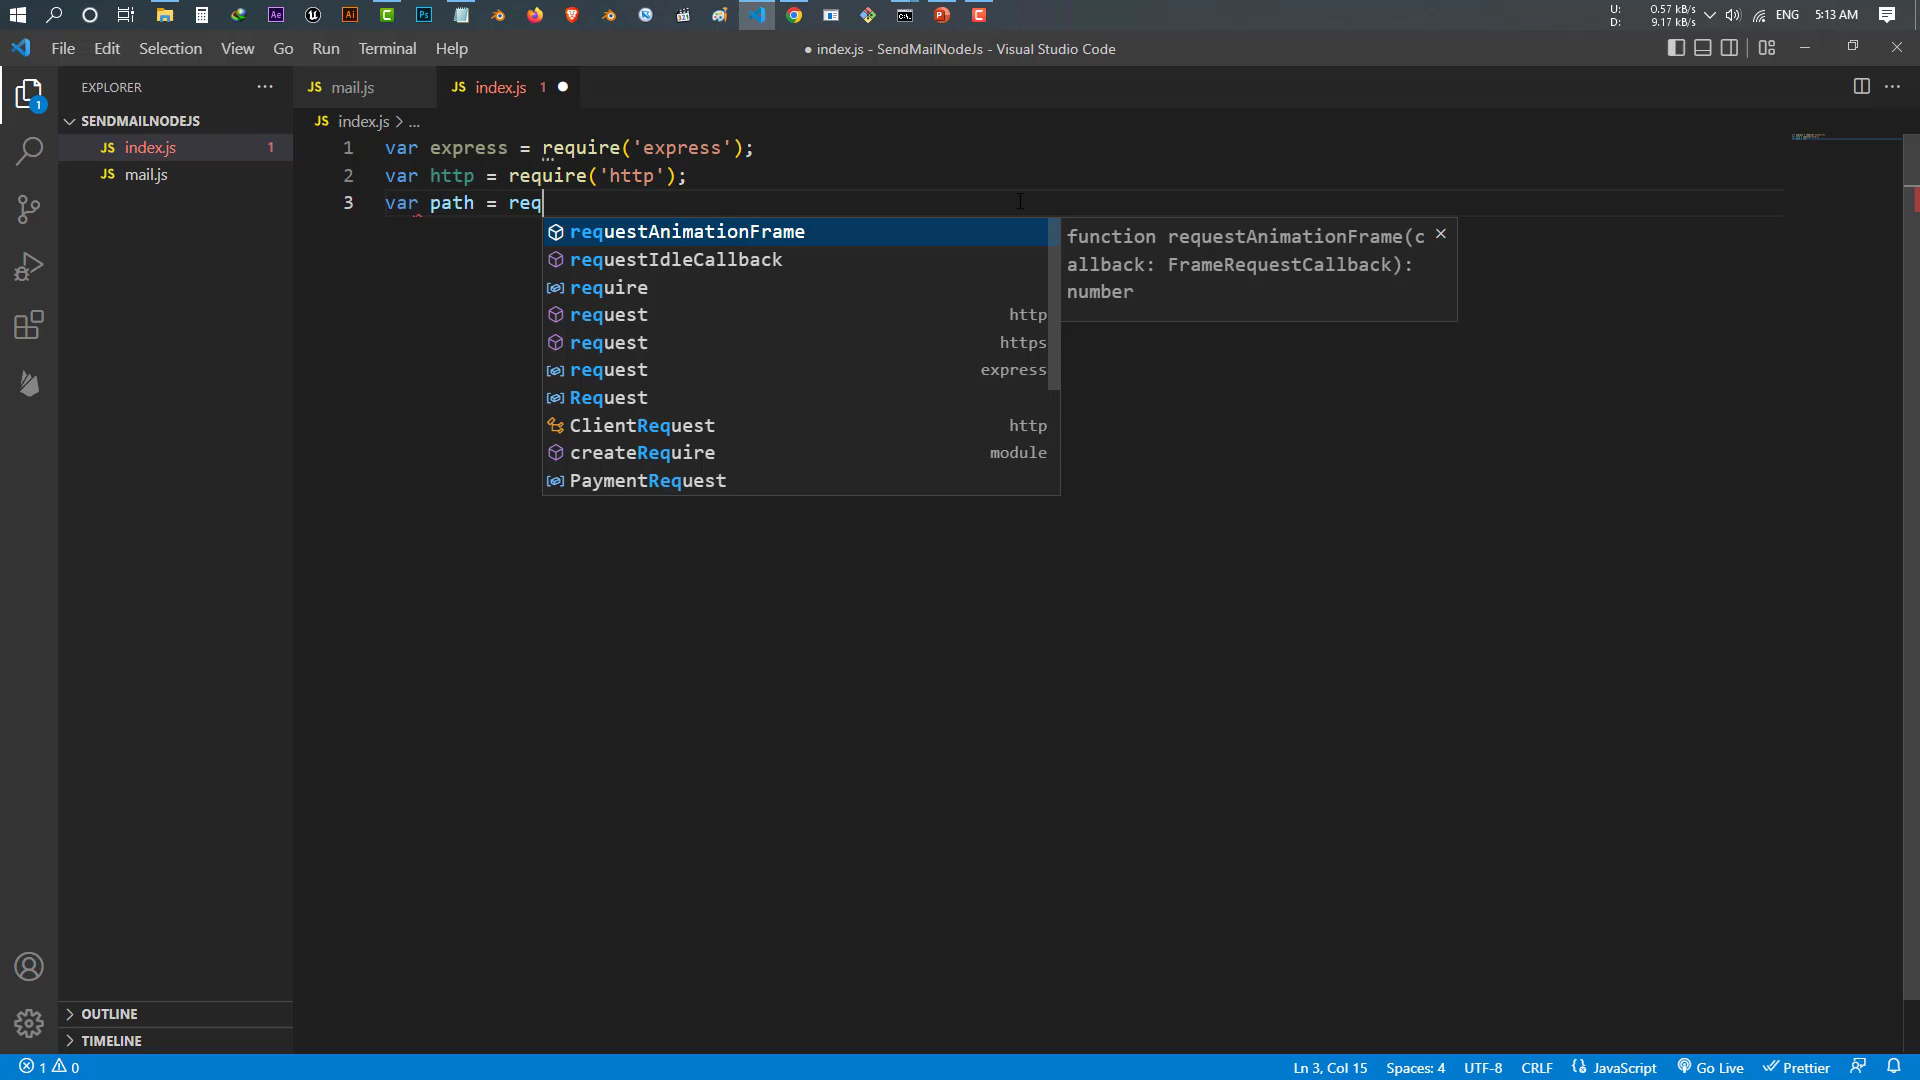 Ae
Ai
C
Ps
C
U: 0.57 kB/s
D: 9.17 kB/s
ENG
5:13 AM
File Edit Selection View Go Run Terminal Help
● index.js - SendMailNodeJs - Visual Studio Code
EXPLORER ...
JS mail.js
JS index.js 1 ●
SENDMAILNODEJS
JS index.js > ...
JS index.js 1
JS mail.js
1
1 var express = require('express');
2 var http = require('http');
3 var path = req
requestAnimationFrame
requestIdleCallback
require
request http
request https
request express
Request
ClientRequest http
createRequire module
PaymentRequest
function requestAnimationFrame(c
allback: FrameRequestCallback):
number
OUTLINE
TIMELINE
1 0
Ln 3, Col 15 Spaces: 4 UTF-8 CRLF JavaScript Go Live Prettier